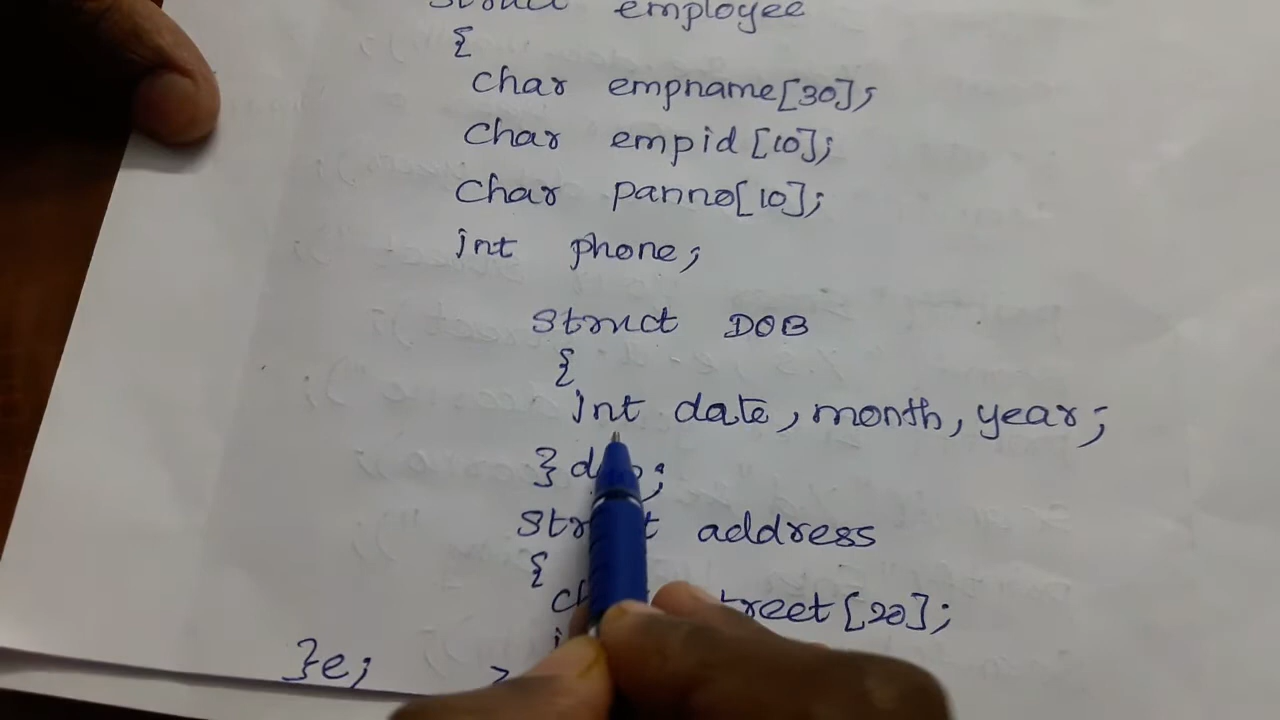 struct employee
{
char empname[30];
char empid[10];
char panno[10];
int phone;
struct DOB
{
int date, month, year;
}
address
{
[20];
}e;